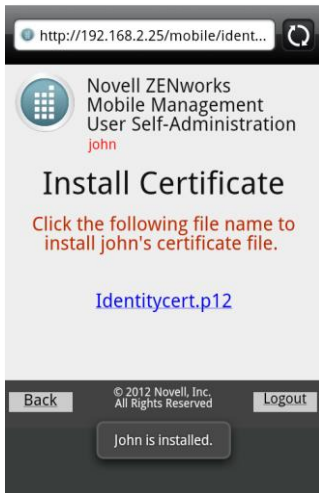 http://192.168.2.25/mobile/ident...
Novell ZENworks
Mobile Management
User Self-Administration
john
Install Certificate
Click the following file name to
install john's certificate file.
Identitycert.p12
Back
© 2012 Novell, Inc.
All Rights Reserved
Logout
John is installed.